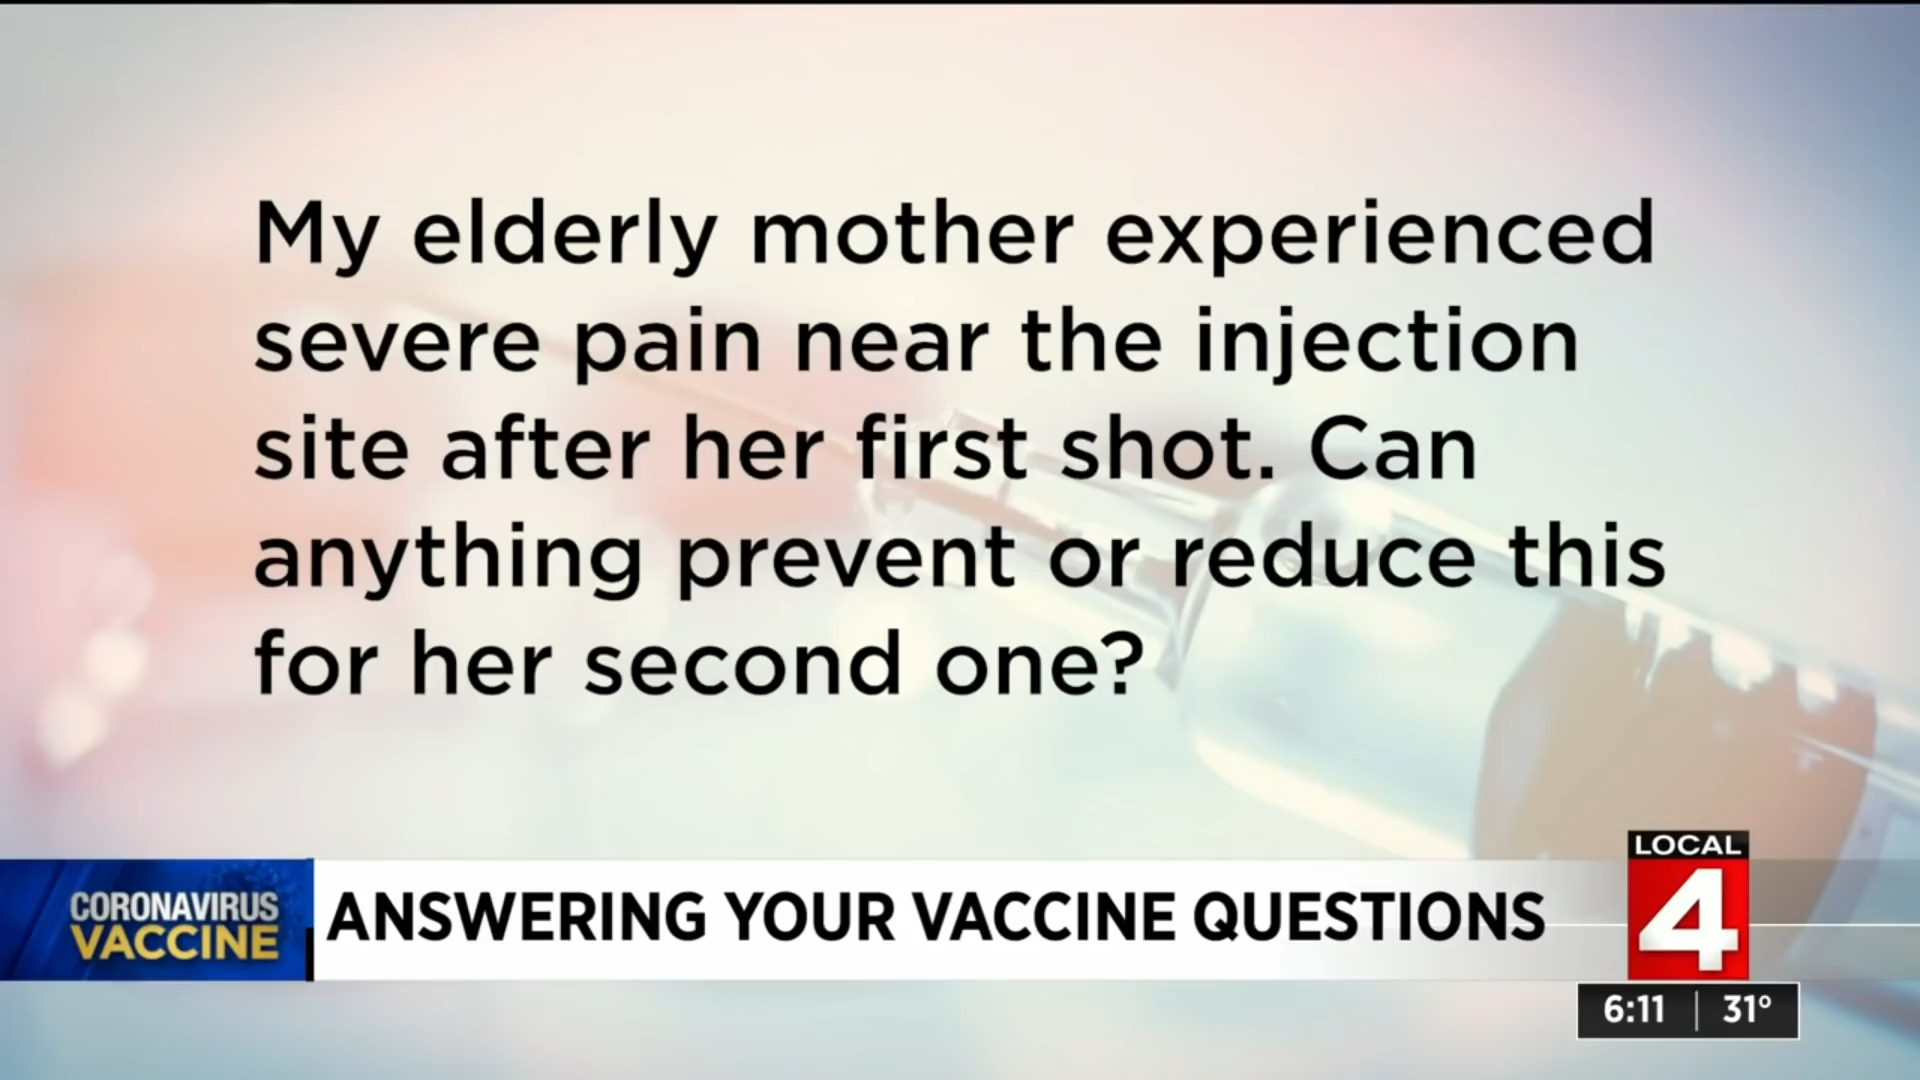 My elderly mother experienced
severe pain near the injection
site after her first shot. Can
anything prevent or reduce this
for her second one?
CORONAVIRUS
VACCINE
ANSWERING YOUR VACCINE QUESTIONS
LOCAL
4
6:11 31°